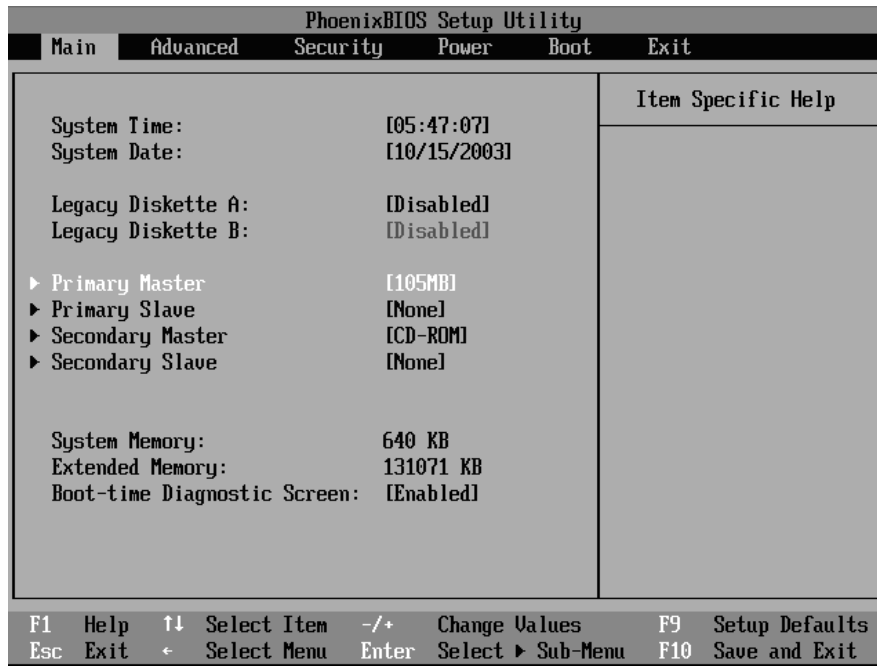 PhoenixBIOS Setup Utility
Main Advanced Security Power Boot Exit
Item Specific Help
System Time: [05:47:07]
System Date: [10/15/2003]
Legacy Diskette A: [Disabled]
Legacy Diskette B: [Disabled]
▶ Primary Master [105MB]
▶ Primary Slave [None]
▶ Secondary Master [CD-ROM]
▶ Secondary Slave [None]
System Memory: 640 KB
Extended Memory: 131071 KB
Boot-time Diagnostic Screen: [Enabled]
F1 Help ↑↓ Select Item -/+ Change Values F9 Setup Defaults
Esc Exit ← Select Menu Enter Select ▶ Sub-Menu F10 Save and Exit